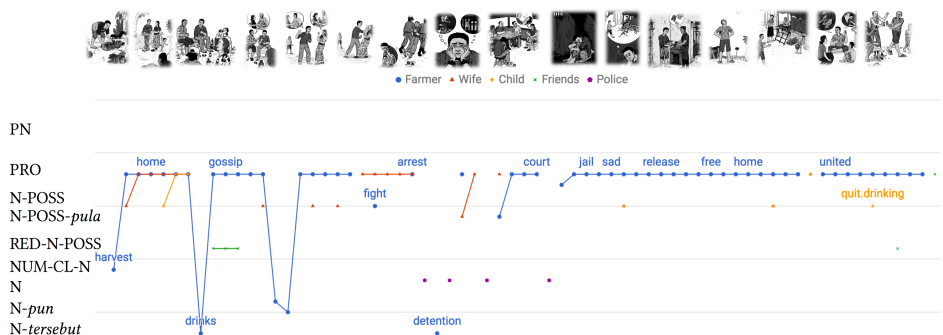 Farmer Wife Child Friends Police
PN
PRO
home gossip arrest court jail sad release free home united
N-POSS
fight quit.drinking
N-POSS-pula
RED-N-POSS
harvest
NUM-CL-N
N
N-pun
drinks detention
N-tersebut